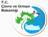 T.C.
Çevre ve Orman
Bakanlığı